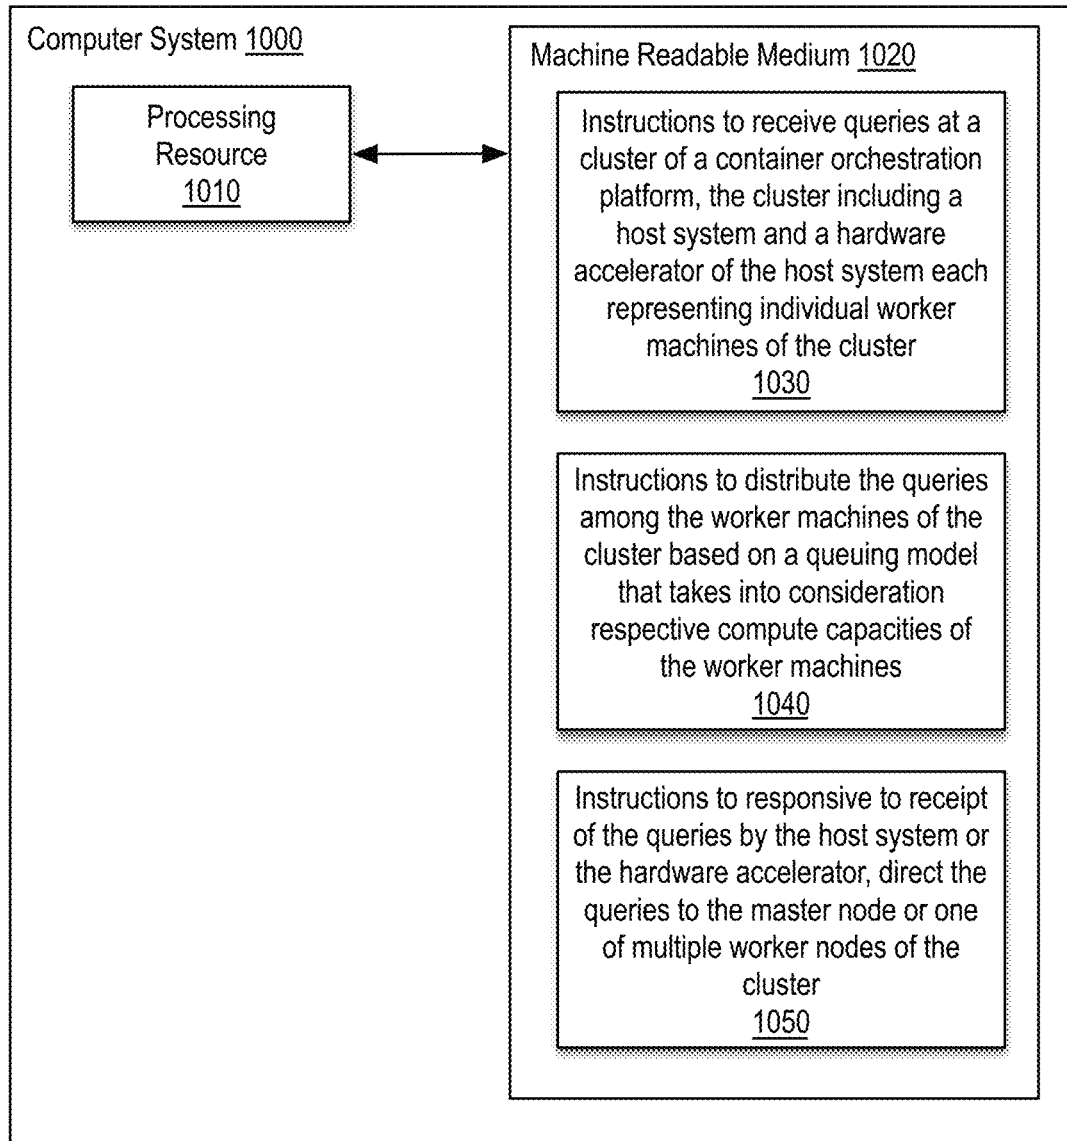 Computer System 1000
Processing
Resource
1010
Machine Readable Medium 1020
Instructions to receive queries at a
cluster of a container orchestration
platform, the cluster including a
host system and a hardware
accelerator of the host system each
representing individual worker
machines of the cluster
1030
Instructions to distribute the queries
among the worker machines of the
cluster based on a queuing model
that takes into consideration
respective compute capacities of
the worker machines
1040
Instructions to responsive to receipt
of the queries by the host system or
the hardware accelerator, direct the
queries to the master node or one
of multiple worker nodes of the
cluster
1050